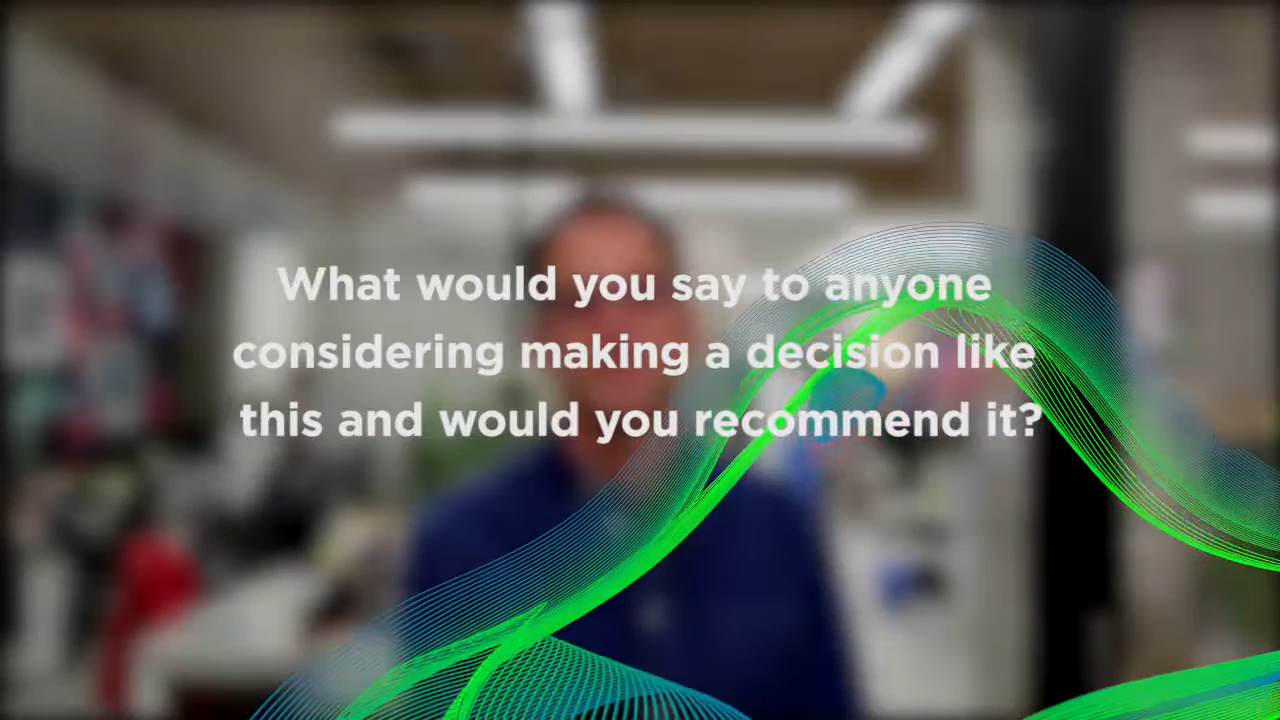 What would you say to anyone
considering making a decision like
this and would you recommend it?